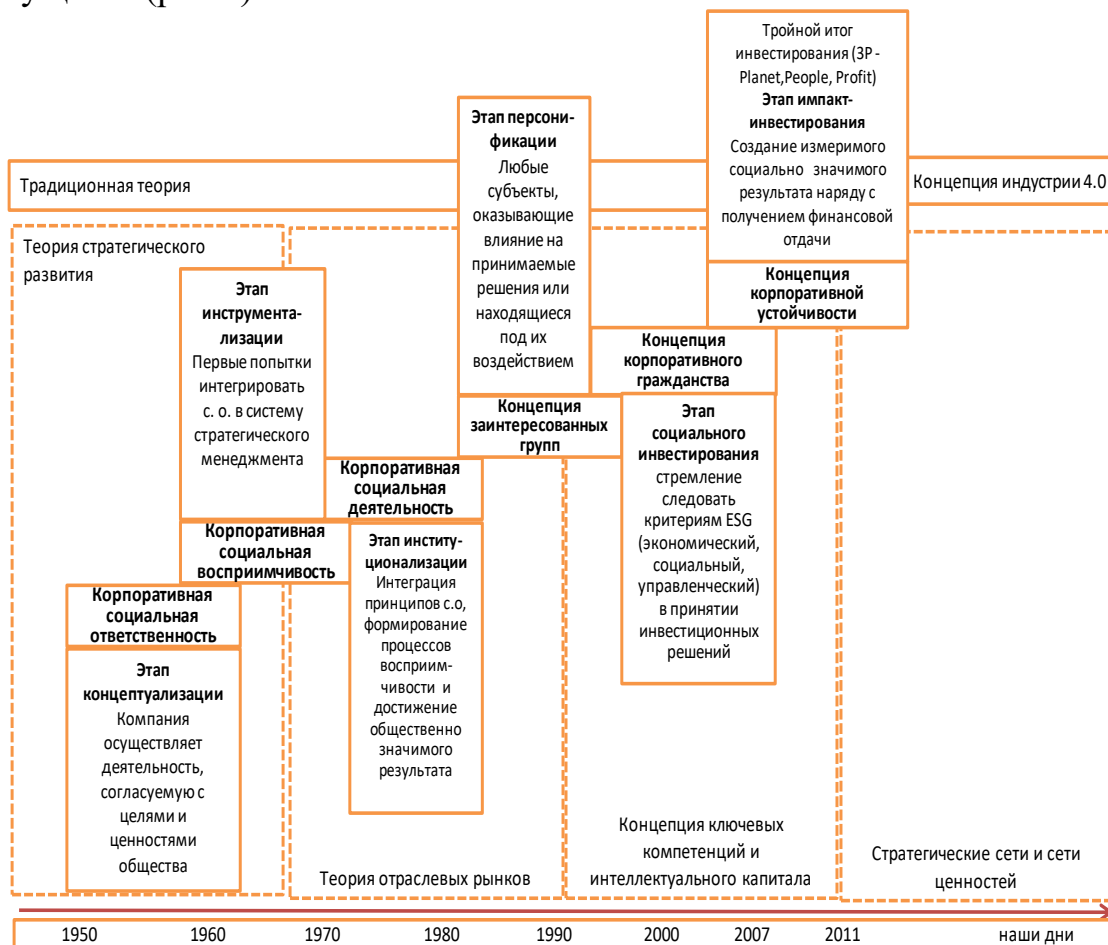 Тройной итог
инвестирования (3P -
Planet,People, Profit)
Этап импакт-
инвестирования
Создание измеримого
социально значимого
результата наряду с
получением финансовой
отдачи
Концепция
корпоративной
устойчивости
Этап персони-
фикации
Любые
субъекты,
оказывающие
влияние на
принимаемые
решения или
находящиеся
под их
воздействием
Концепция
заинтересованных
групп
Традиционная теория
Концепция индустрии 4.0
Теория стратегического
развития
Этап
инструмента-
лизации
Первые попытки
интегрировать
с. о. в систему
стратегического
менеджмента
Корпоративная
социальная
восприимчивость
Концепция
корпоративного
гражданства
Этап
социального
инвестирования
стремление
следовать
критериям ESG
(экономический,
социальный,
управленческий)
в принятии
инвестиционных
решений
Корпоративная
социальная
деятельность
Этап институ-
ционализации
Интеграция
принципов с.о,
формирование
процессов
восприим-
чивости и
достижение
общественно
значимого
результата
Корпоративная
социальная
ответственность
Этап
концептуализации
Компания
осуществляет
деятельность,
согласуемую с
целями и
ценностями
общества
Теория отраслевых рынков
Концепция ключевых
компетенций и
интеллектуального капитала
Стратегические сети и сети
ценностей
1950 1960 1970 1980 1990 2000 2007 2011 наши дни